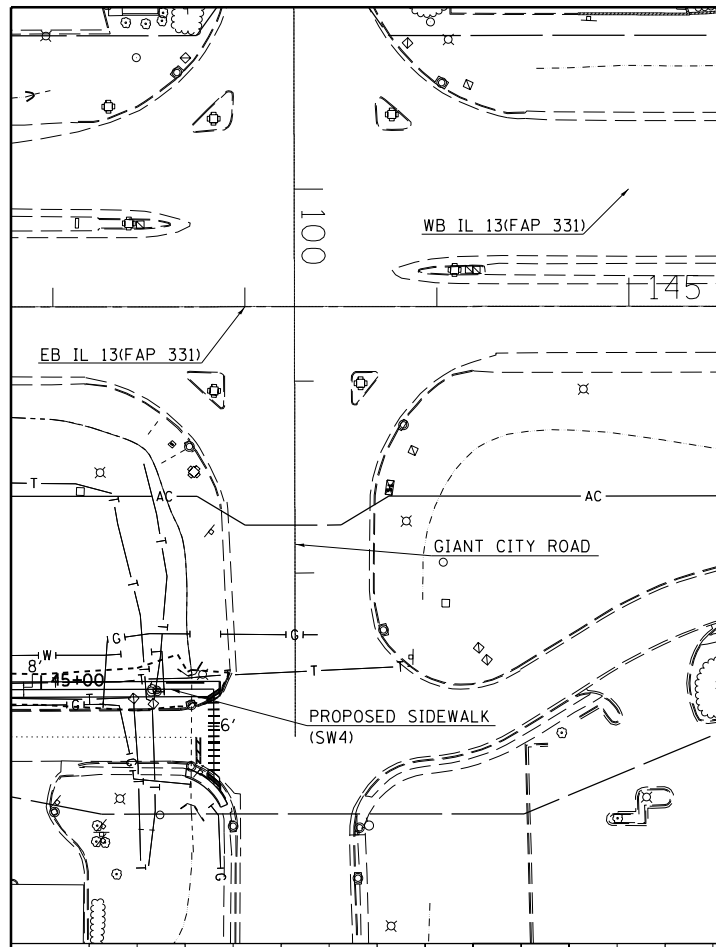 100
WB IL 13(FAP 331)
145
EB IL 13(FAP 331)
T
AC
AC
GIANT CITY ROAD
T
T
T
T
G
G
W
T
8'
45+00
G
PROPOSED SIDEWALK
(SW4)
6'
G
T
T
G